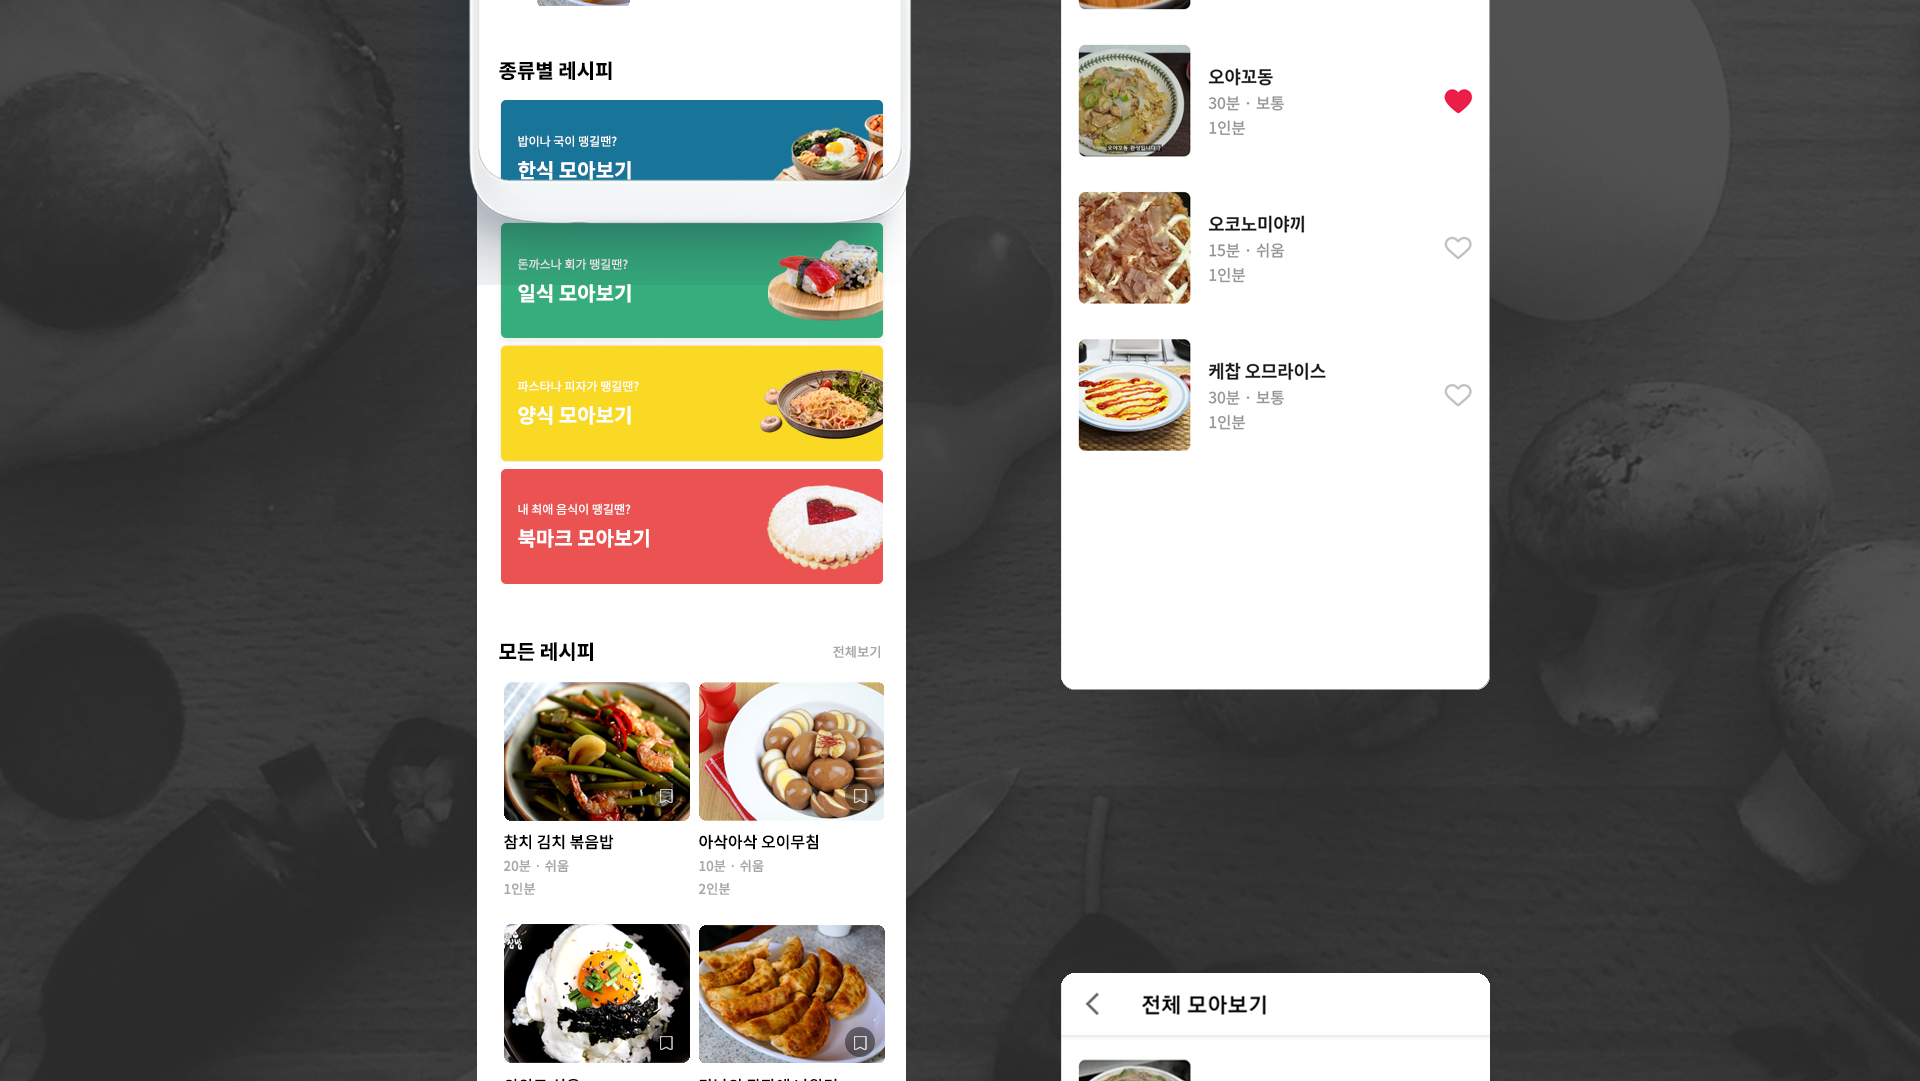 종류별 레시피
밥이나 국이 땡길땐?
한식 모아보기
돈까스나 회가 땡길땐?
일식 모아보기
파스타나 피자가 땡길땐?
양식 모아보기
내 최애 음식이 땡길땐?
북마크 모아보기
모든 레시피
전체보기
참치 김치 볶음밥
20분 · 쉬움
1인분
아삭아삭 오이무침
10분 · 쉬움
2인분
오야꼬동
30분 · 보통
1인분
오코노미야끼
15분 · 쉬움
1인분
케찹 오므라이스
30분 · 보통
1인분
전체 모아보기